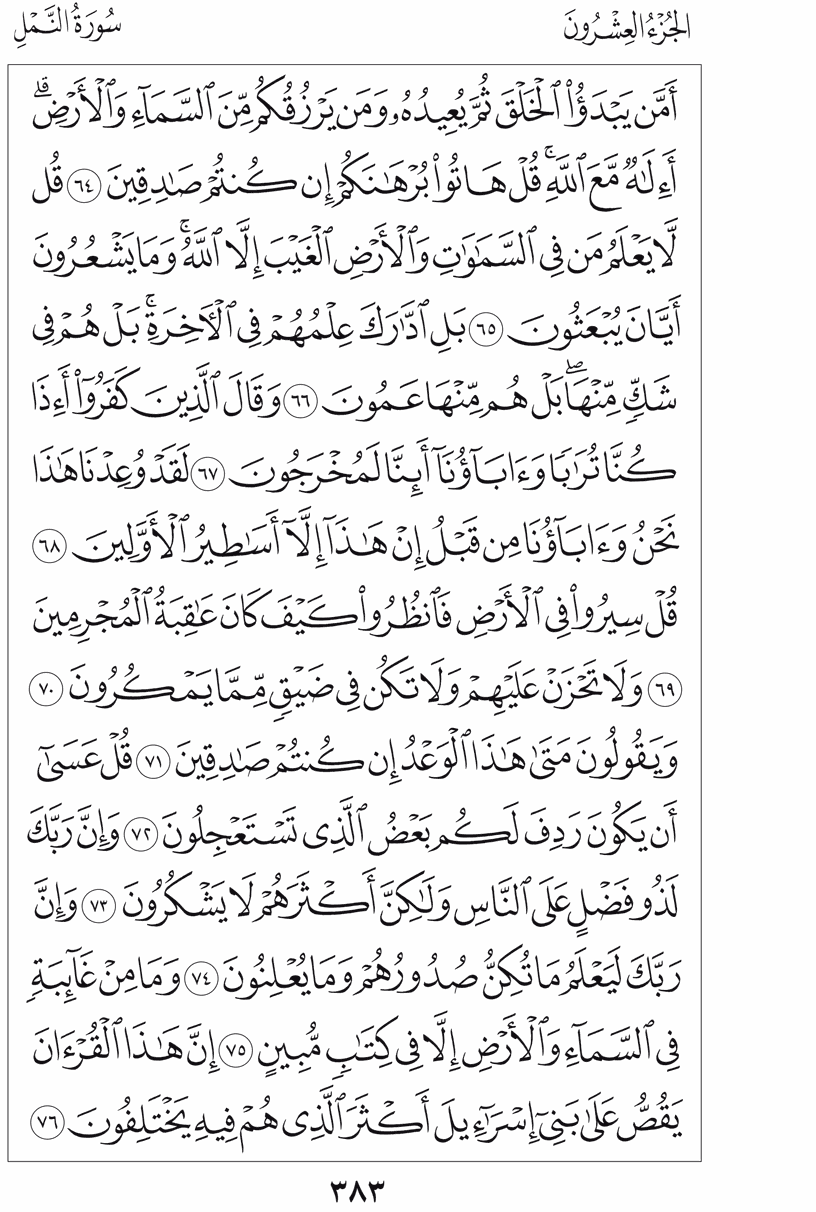 الجُزْءُ العِشْرُونَ
سُورَةُ النَّمْلِ
أَمَّن يَبْدَؤُاْ ٱلْخَلْقَ ثُمَّ يُعِيدُهُۥ وَمَن يَرْزُقُكُم مِّنَ ٱلسَّمَآءِ وَٱلْأَرْضِۗ
أَءِلَٰهٌ مَّعَ ٱللَّهِۚ قُلْ هَاتُواْ بُرْهَٰنَكُمْ إِن كُنتُمْ صَٰدِقِينَ ٦٤ قُل
لَّا يَعْلَمُ مَن فِى ٱلسَّمَٰوَٰتِ وَٱلْأَرْضِ ٱلْغَيْبَ إِلَّا ٱللَّهُۚ وَمَا يَشْعُرُونَ
أَيَّانَ يُبْعَثُونَ ٦٥ بَلِ ٱدَّٰرَكَ عِلْمُهُمْ فِى ٱلْأَخِرَةِۚ بَلْ هُمْ فِى
شَكٍّ مِّنْهَاۖ بَلْ هُم مِّنْهَا عَمُونَ ٦٦ وَقَالَ ٱلَّذِينَ كَفَرُوٓاْ أَءِذَا
كُنَّا تُرَٰبًا وَءَابَآؤُنَآ أَئِنَّا لَمُخْرَجُونَ ٦٧ لَقَدْ وُعِدْنَا هَٰذَا
نَحْنُ وَءَابَآؤُنَا مِن قَبْلُ إِنْ هَٰذَآ إِلَّآ أَسَٰطِيرُ ٱلْأَوَّلِينَ ٦٨
قُلْ سِيرُواْ فِى ٱلْأَرْضِ فَٱنظُرُواْ كَيْفَ كَانَ عَٰقِبَةُ ٱلْمُجْرِمِينَ
٦٩ وَلَا تَحْزَنْ عَلَيْهِمْ وَلَا تَكُن فِى ضَيْقٍ مِّمَّا يَمْكُرُونَ ٧٠
وَيَقُولُونَ مَتَىٰ هَٰذَا ٱلْوَعْدُ إِن كُنتُمْ صَٰدِقِينَ ٧١ قُلْ عَسَىٰٓ
أَن يَكُونَ رَدِفَ لَكُم بَعْضُ ٱلَّذِى تَسْتَعْجِلُونَ ٧٢ وَإِنَّ رَبَّكَ
لَذُو فَضْلٍ عَلَى ٱلنَّاسِ وَلَٰكِنَّ أَكْثَرَهُمْ لَا يَشْكُرُونَ ٧٣ وَإِنَّ
رَبَّكَ لَيَعْلَمُ مَا تُكِنُّ صُدُورُهُمْ وَمَا يُعْلِنُونَ ٧٤ وَمَا مِنْ غَآئِبَةٍ
فِى ٱلسَّمَآءِ وَٱلْأَرْضِ إِلَّا فِى كِتَٰبٍ مُّبِينٍ ٧٥ إِنَّ هَٰذَا ٱلْقُرْءَانَ
يَقُصُّ عَلَىٰ بَنِىٓ إِسْرَٰٓءِيلَ أَكْثَرَ ٱلَّذِى هُمْ فِيهِ يَخْتَلِفُونَ ٧٦
٣٨٣